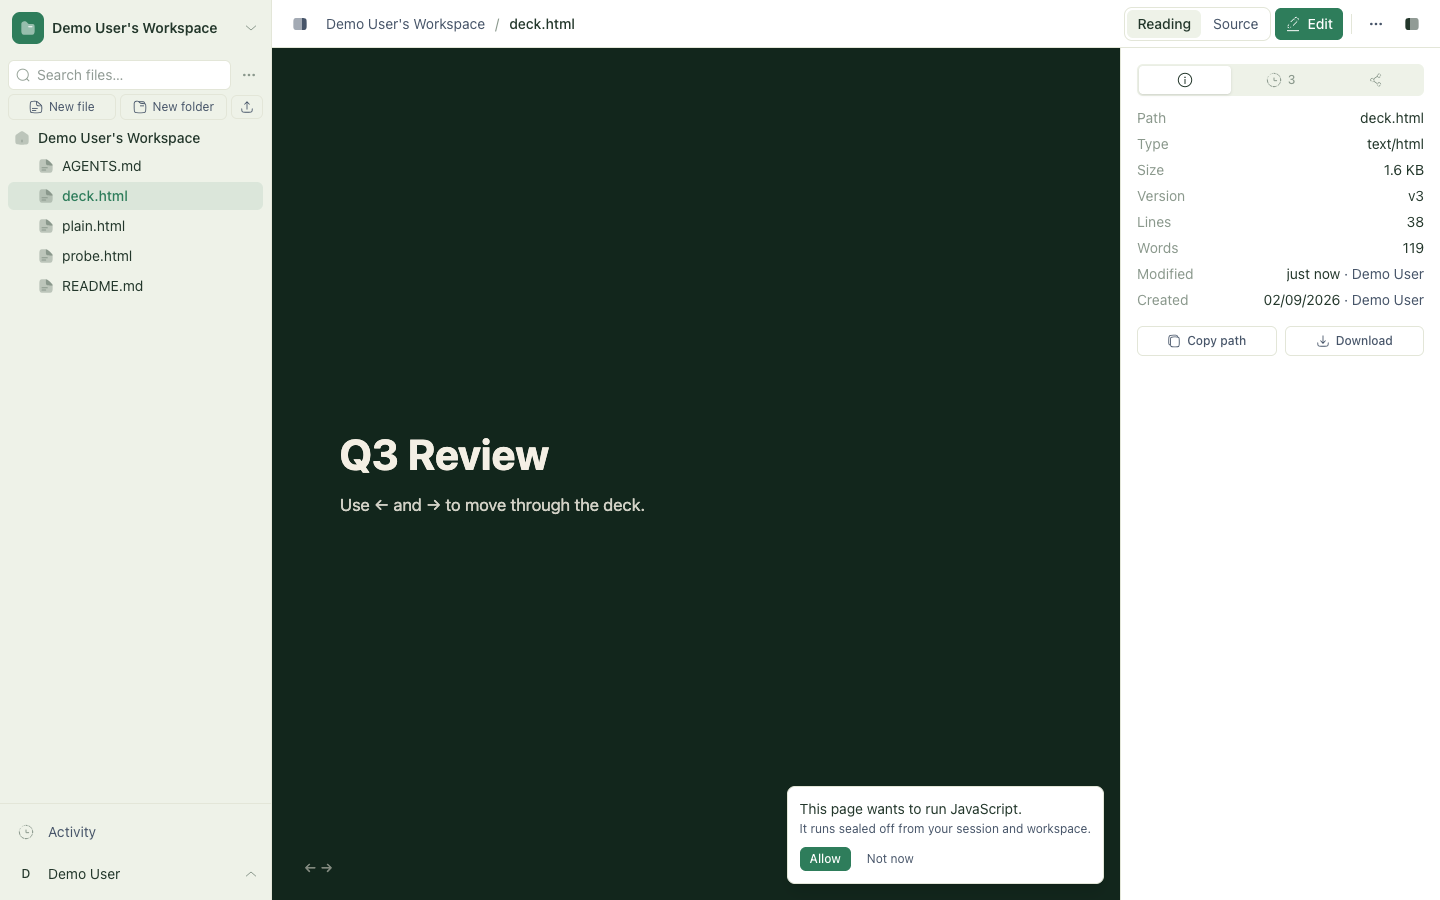 Demo User's Workspace
Search files...
New file
New folder
Demo User's Workspace
AGENTS.md
deck.html
plain.html
probe.html
README.md
Activity
D
Demo User
Demo User's Workspace / deck.html
Reading
Source
Edit
Q3 Review
Use ← and → to move through the deck.
← →
This page wants to run JavaScript.
It runs sealed off from your session and workspace.
Allow
Not now
3
Path deck.html
Type text/html
Size 1.6 KB
Version v3
Lines 38
Words 119
Modified just now · Demo User
Created 02/09/2026 · Demo User
Copy path
Download